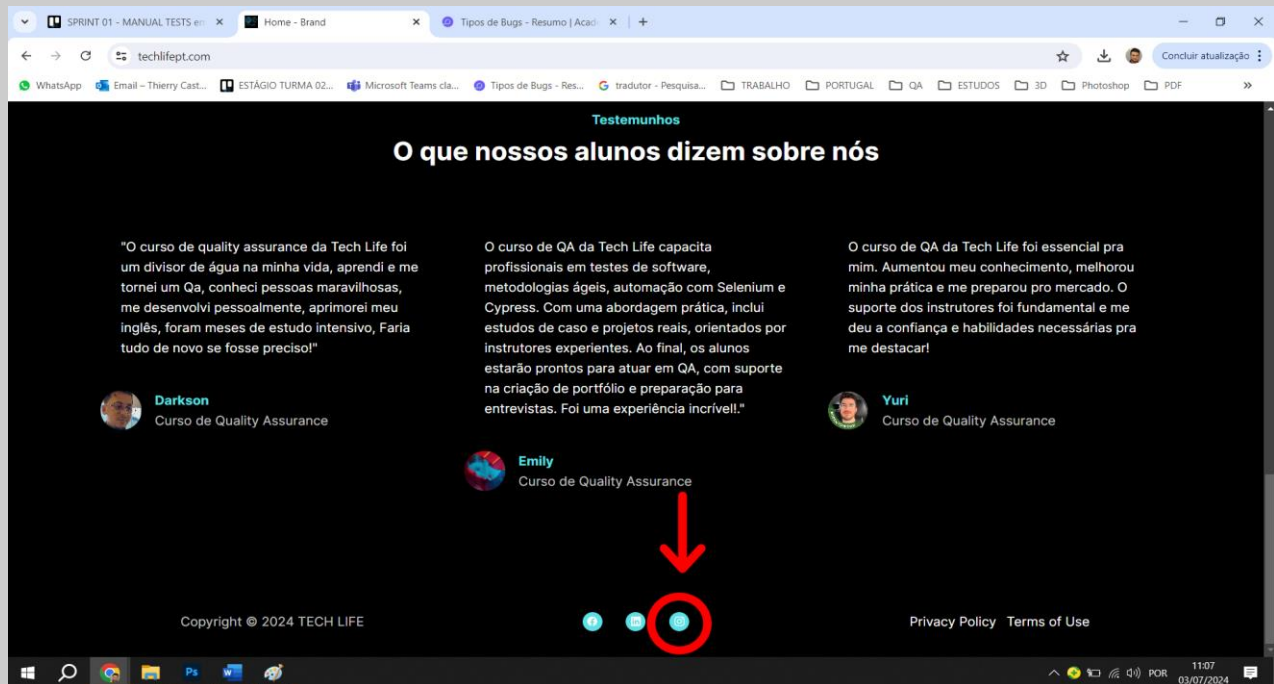 SPRINT 01 - MANUAL TESTS em
Home - Brand
Tipos de Bugs - Resumo | Acad
techlifept.com
Concluir atualização
WhatsApp
Email – Thierry Cast...
ESTÁGIO TURMA 02...
Microsoft Teams cla...
Tipos de Bugs - Res...
tradutor - Pesquisa...
TRABALHO
PORTUGAL
QA
ESTUDOS
3D
Photoshop
PDF
Testemunhos
O que nossos alunos dizem sobre nós
"O curso de quality assurance da Tech Life foi
um divisor de água na minha vida, aprendi e me
tornei um Qa, conheci pessoas maravilhosas,
me desenvolvi pessoalmente, aprimorei meu
inglês, foram meses de estudo intensivo, Faria
tudo de novo se fosse preciso!"
Darkson
Curso de Quality Assurance
O curso de QA da Tech Life capacita
profissionais em testes de software,
metodologias ágeis, automação com Selenium e
Cypress. Com uma abordagem prática, inclui
estudos de caso e projetos reais, orientados por
instrutores experientes. Ao final, os alunos
estarão prontos para atuar em QA, com suporte
na criação de portfólio e preparação para
entrevistas. Foi uma experiência incrível!."
Emily
Curso de Quality Assurance
O curso de QA da Tech Life foi essencial pra
mim. Aumentou meu conhecimento, melhorou
minha prática e me preparou pro mercado. O
suporte dos instrutores foi fundamental e me
deu a confiança e habilidades necessárias pra
me destacar!
Yuri
Curso de Quality Assurance
Copyright © 2024 TECH LIFE
Privacy Policy Terms of Use
Ps
POR
11:07
03/07/2024